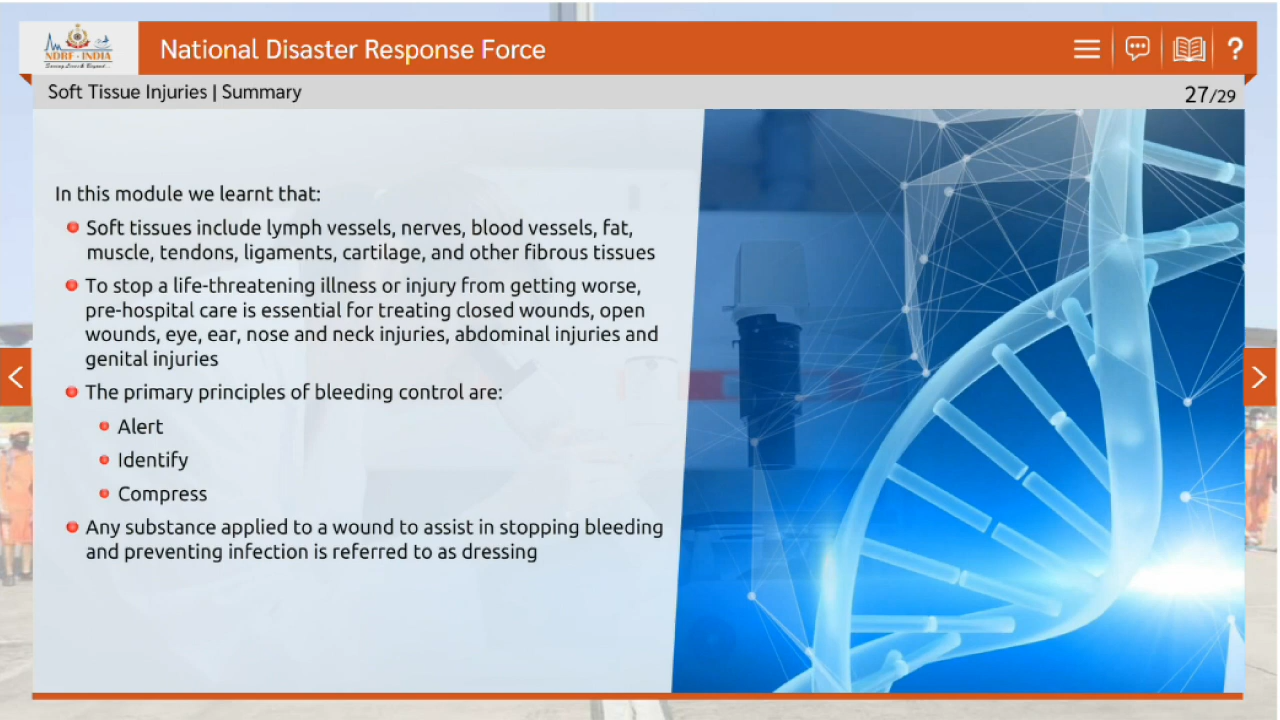 NDRF - INDIA
Saving Lives & Beyond...
National Disaster Response Force
?
Soft Tissue Injuries | Summary
27/29
In this module we learnt that:
Soft tissues include lymph vessels, nerves, blood vessels, fat,
muscle, tendons, ligaments, cartilage, and other fibrous tissues
To stop a life-threatening illness or injury from getting worse,
pre-hospital care is essential for treating closed wounds, open
wounds, eye, ear, nose and neck injuries, abdominal injuries and
genital injuries
The primary principles of bleeding control are:
Alert
Identify
Compress
Any substance applied to a wound to assist in stopping bleeding
and preventing infection is referred to as dressing